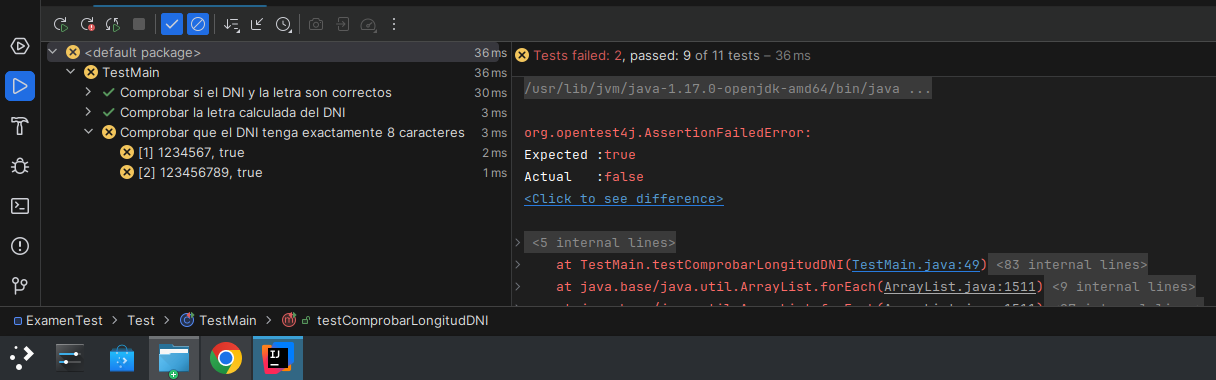 <default package> 36 ms
TestMain 36 ms
Comprobar si el DNI y la letra son correctos 30 ms
Comprobar la letra calculada del DNI 3 ms
Comprobar que el DNI tenga exactamente 8 caracteres 3 ms
[1] 1234567, true 2 ms
[2] 123456789, true 1 ms
Tests failed: 2, passed: 9 of 11 tests – 36 ms
/usr/lib/jvm/java-1.17.0-openjdk-amd64/bin/java ...
org.opentest4j.AssertionFailedError:
Expected :true
Actual   :false
<Click to see difference>
<5 internal lines>
at TestMain.testComprobarLongitudDNI(TestMain.java:49) <83 internal lines>
at java.base/java.util.ArrayList.forEach(ArrayList.java:1511) <9 internal lines>
ExamenTest > Test > TestMain > testComprobarLongitudDNI
IJ